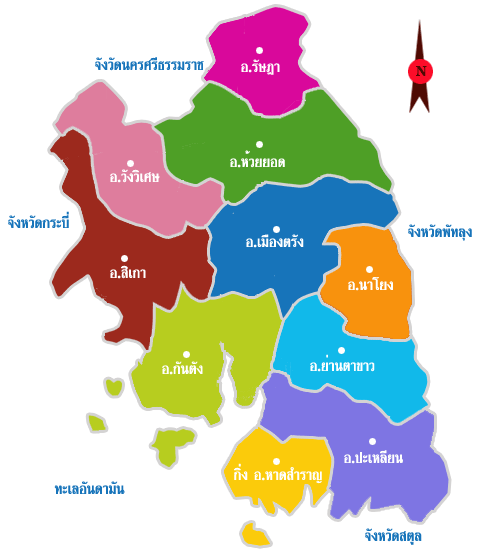 จังวัดนครศรีธรรมราช
อ.รัษฎา
N
อ.ห้วยยอด
อ.วังวิเศษ
จังหวัดกระบี่
อ.เมืองตรัง
จังหวัดพัทลุง
อ.สิเกา
อ.นาโยง
อ.กันตัง
อ.ย่านตาขาว
อ.ปะเหลียน
กิ่ง อ.หาดสำราญ
ทะเลอันดามัน
จังหวัดสตูล